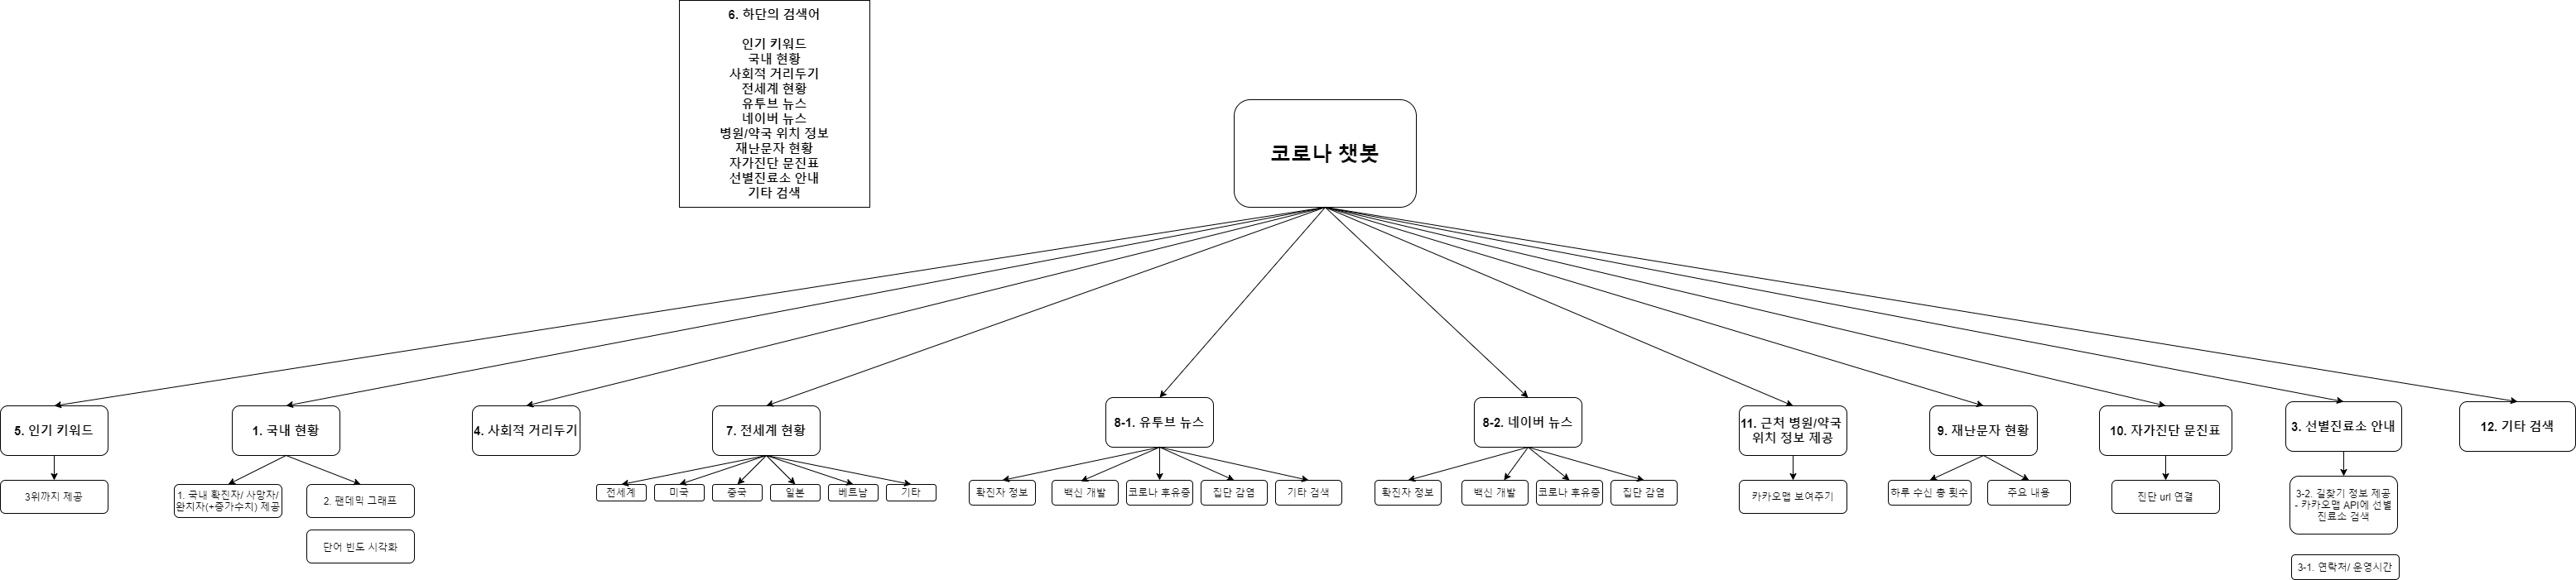 6. 하단의 검색어
인기 키워드
국내 현황
사회적 거리두기
전세계 현황
유투브 뉴스
네이버 뉴스
병원/약국 위치 정보
재난문자 현황
자가진단 문진표
선별진료소 안내
기타 검색
코로나 챗봇
5. 인기 키워드
1. 국내 현황
4. 사회적 거리두기
7. 전세계 현황
8-1. 유투브 뉴스
8-2. 네이버 뉴스
11. 근처 병원/약국
위치 정보 제공
9. 재난문자 현황
10. 자가진단 문진표
3. 선별진료소 안내
12. 기타 검색
3위까지 제공
1. 국내 확진자/ 사망자/
완치자(+증가수치) 제공
2. 팬데믹 그래프
단어 빈도 시각화
전세계
미국
중국
일본
베트남
기타
확진자 정보
백신 개발
코로나 후유증
집단 감염
기타 검색
확진자 정보
백신 개발
코로나 후유증
집단 감염
카카오맵 보여주기
하루 수신 총 횟수
주요 내용
진단 url 연결
3-2. 길찾기 정보 제공
- 카카오맵 API에 선별
진료소 검색
3-1. 연락처/ 운영시간